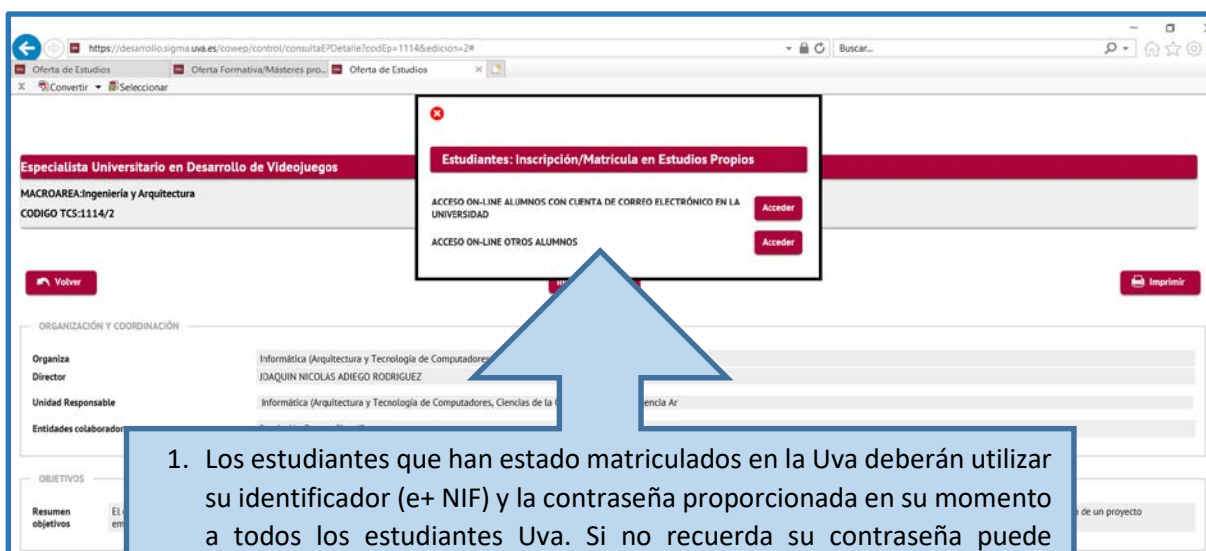 https://desarrollo.sigma.uva.es/cowep/control/consultaEPDetalle?codEp=1114&edicion=2#
Buscar...
Oferta de Estudios
Oferta Formativa/Másteres pro...
Oferta de Estudios
x Convertir Seleccionar
Estudiantes: Inscripción/Matricula en Estudios Propios
Especialista Universitario en Desarrollo de Videojuegos
MACROAREA:Ingeniería y Arquitectura
CODIGO TCS:1114/2
ACCESO ON-LINE ALUMNOS CON CUENTA DE CORREO ELECTRÓNICO EN LA
UNIVERSIDAD
Acceder
ACCESO ON-LINE OTROS ALUMNOS
Acceder
Volver
Imprimir
ORGANIZACIÓN Y COORDINACIÓN
Organiza Informática (Arquitectura y Tecnología de Computadores
Director JOAQUIN NICOLAS ADIEGO RODRIGUEZ
Unidad Responsable Informática (Arquitectura y Tecnología de Computadores, Ciencias de la encia Ar
Entidades colaborador
OBJETIVOS
Resumen
objetivos
de un proyecto
1. Los estudiantes que han estado matriculados en la Uva deberán utilizar
su identificador (e+ NIF) y la contraseña proporcionada en su momento
a todos los estudiantes Uva. Si no recuerda su contraseña puede